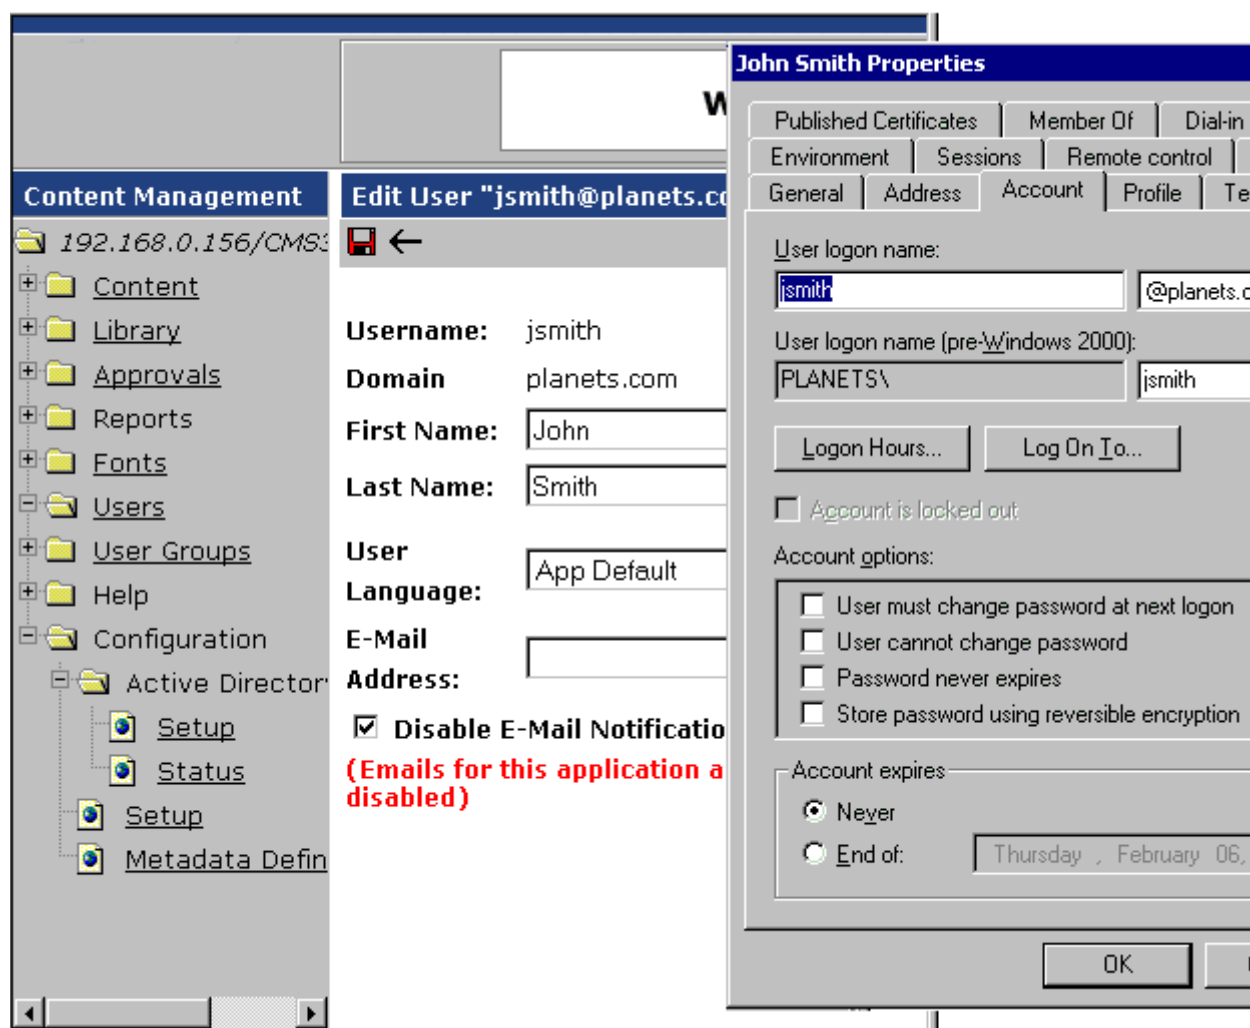 W
John Smith Properties
Published Certificates
Member Of
Dial-in
Environment
Sessions
Remote control
General
Address
Account
Profile
Te
Content Management
192.168.0.156/CMS3
Content
Library
Approvals
Reports
Fonts
Users
User Groups
Help
Configuration
Active Director
Setup
Status
Setup
Metadata Defin
Edit User "jsmith@planets.co
Username: jsmith
Domain planets.com
First Name: John
Last Name: Smith
User
Language: App Default
E-Mail
Address:
Disable E-Mail Notificatio
(Emails for this application a
disabled)
User logon name:
jsmith @planets.c
User logon name (pre-Windows 2000):
PLANETS\ jsmith
Logon Hours... Log On To...
Account is locked out
Account options:
User must change password at next logon
User cannot change password
Password never expires
Store password using reversible encryption
Account expires
Never
End of: Thursday , February 06,
OK